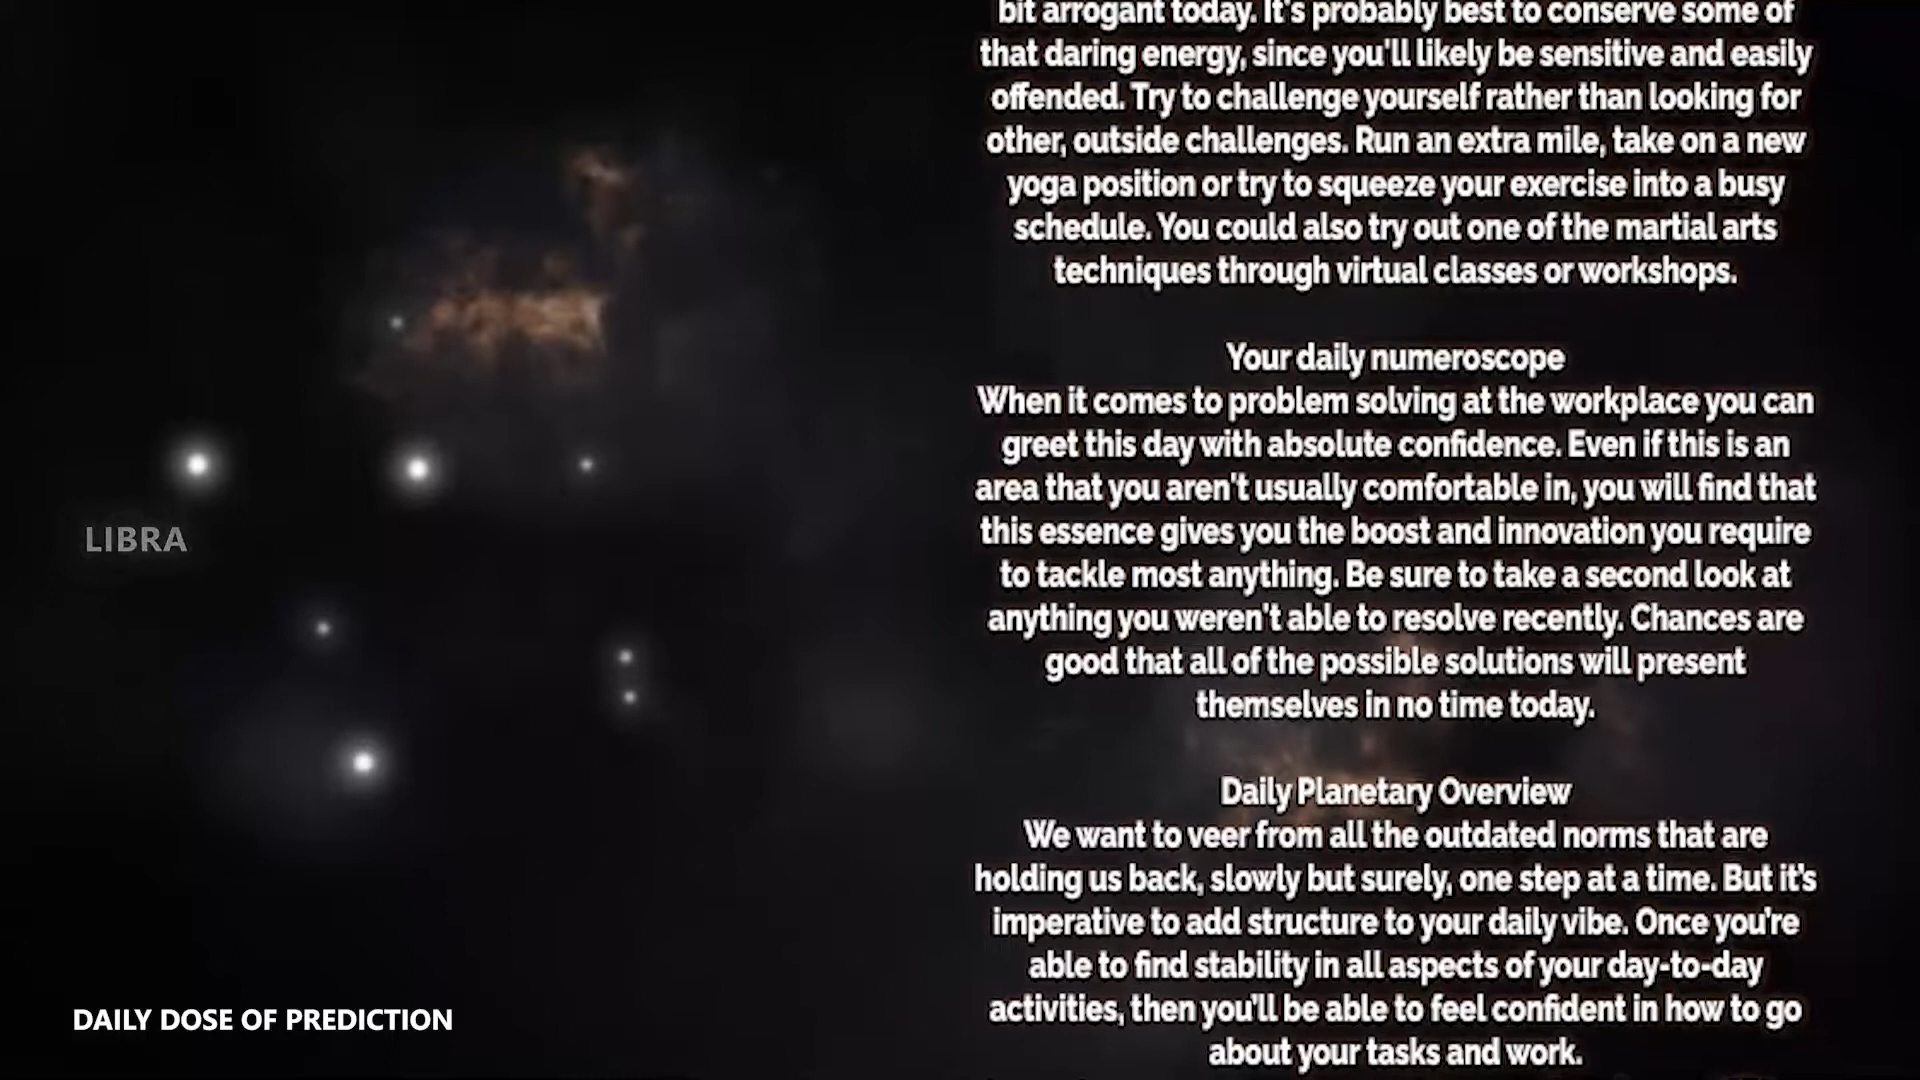 bit arrogant today. It's probably best to conserve some of
that daring energy, since you'll likely be sensitive and easily
offended. Try to challenge yourself rather than looking for
other, outside challenges. Run an extra mile, take on a new
yoga position or try to squeeze your exercise into a busy
schedule. You could also try out one of the martial arts
techniques through virtual classes or workshops.
Your daily numeroscope
When it comes to problem solving at the workplace you can
greet this day with absolute confidence. Even if this is an
area that you aren't usually comfortable in, you will find that
this essence gives you the boost and innovation you require
to tackle most anything. Be sure to take a second look at
anything you weren't able to resolve recently. Chances are
good that all of the possible solutions will present
themselves in no time today.
Daily Planetary Overview
We want to veer from all the outdated norms that are
holding us back, slowly but surely, one step at a time. But it’s
imperative to add structure to your daily vibe. Once you’re
able to find stability in all aspects of your day-to-day
activities, then you’ll be able to feel confident in how to go
about your tasks and work.
LIBRA
DAILY DOSE OF PREDICTION